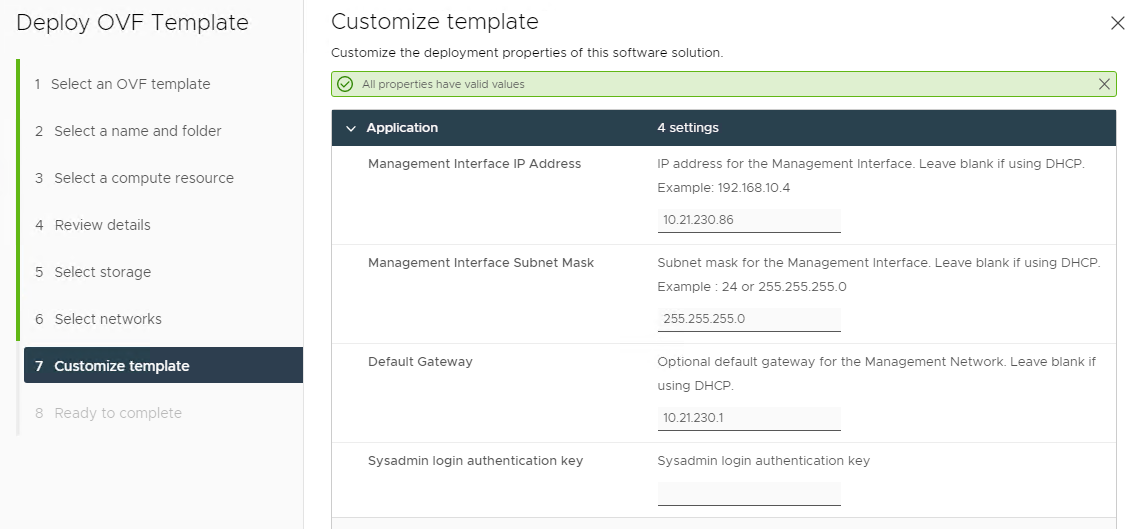 Deploy OVF Template
1 Select an OVF template
2 Select a name and folder
3 Select a compute resource
4 Review details
5 Select storage
6 Select networks
7 Customize template
8 Ready to complete
Customize template
Customize the deployment properties of this software solution.
All properties have valid values
Application 4 settings
Management Interface IP Address
IP address for the Management Interface. Leave blank if using DHCP.
Example: 192.168.10.4
10.21.230.86
Management Interface Subnet Mask
Subnet mask for the Management Interface. Leave blank if using DHCP.
Example : 24 or 255.255.255.0
255.255.255.0
Default Gateway
Optional default gateway for the Management Network. Leave blank if
using DHCP.
10.21.230.1
Sysadmin login authentication key
Sysadmin login authentication key